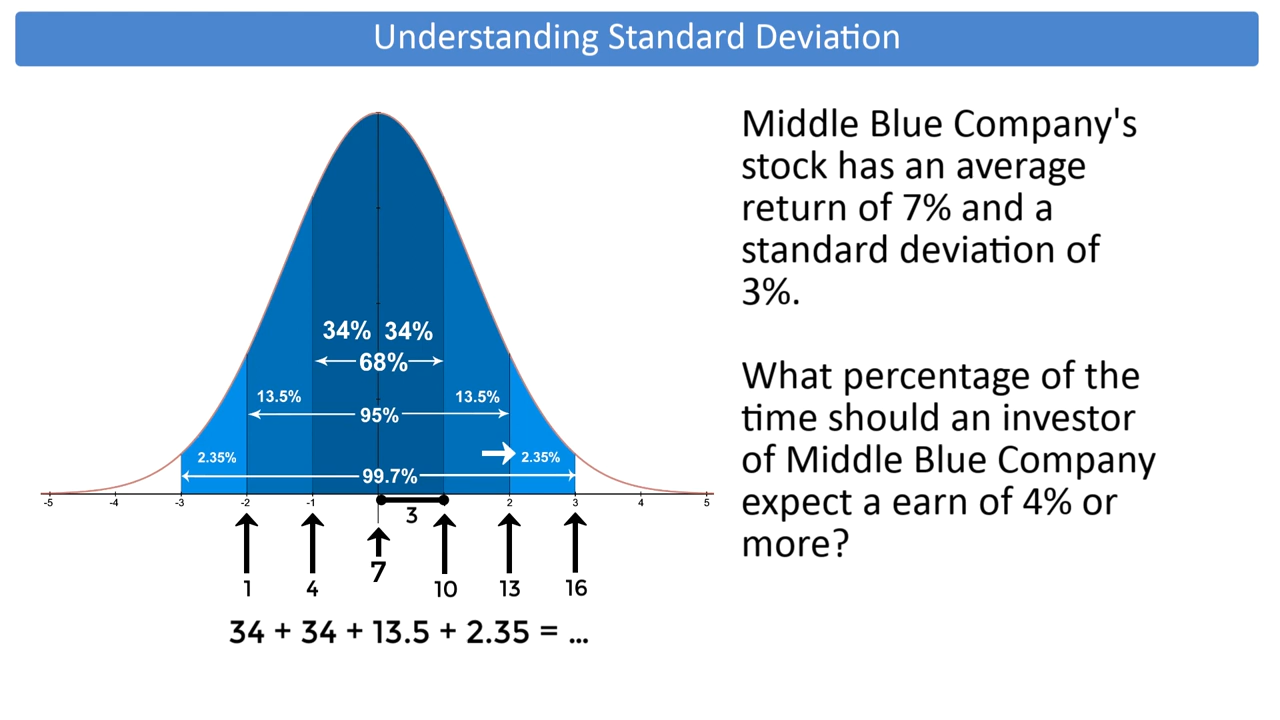 Understanding Standard Deviation
Middle Blue Company's
stock has an average
return of 7% and a
standard deviation of
3%.
What percentage of the
time should an investor
of Middle Blue Company
expect a earn of 4% or
more?
34% 34%
68%
13.5% 13.5%
95%
2.35% 2.35%
99.7%
-5 -4 -3 -2 -1 0 1 2 3 4 5
3
7
1 4 10 13 16
34 + 34 + 13.5 + 2.35 = ...